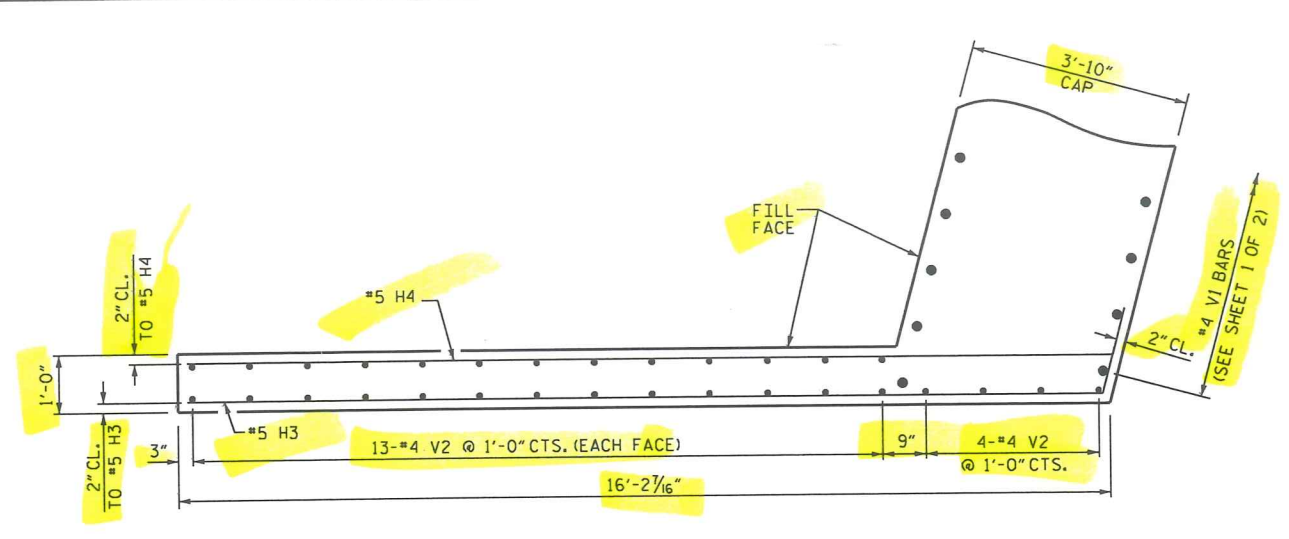 3'-10"
CAP
FILL
FACE
#4 V1 BARS
(SEE SHEET 1 OF 2)
2" CL.
TO #5 H4
#5 H4
2" CL.
1'-0"
#5 H3
2" CL.
TO #5 H3
3"
13-#4 V2 @ 1'-0" CTS. (EACH FACE)
9"
4-#4 V2
@ 1'-0" CTS.
16'-2 7/16"